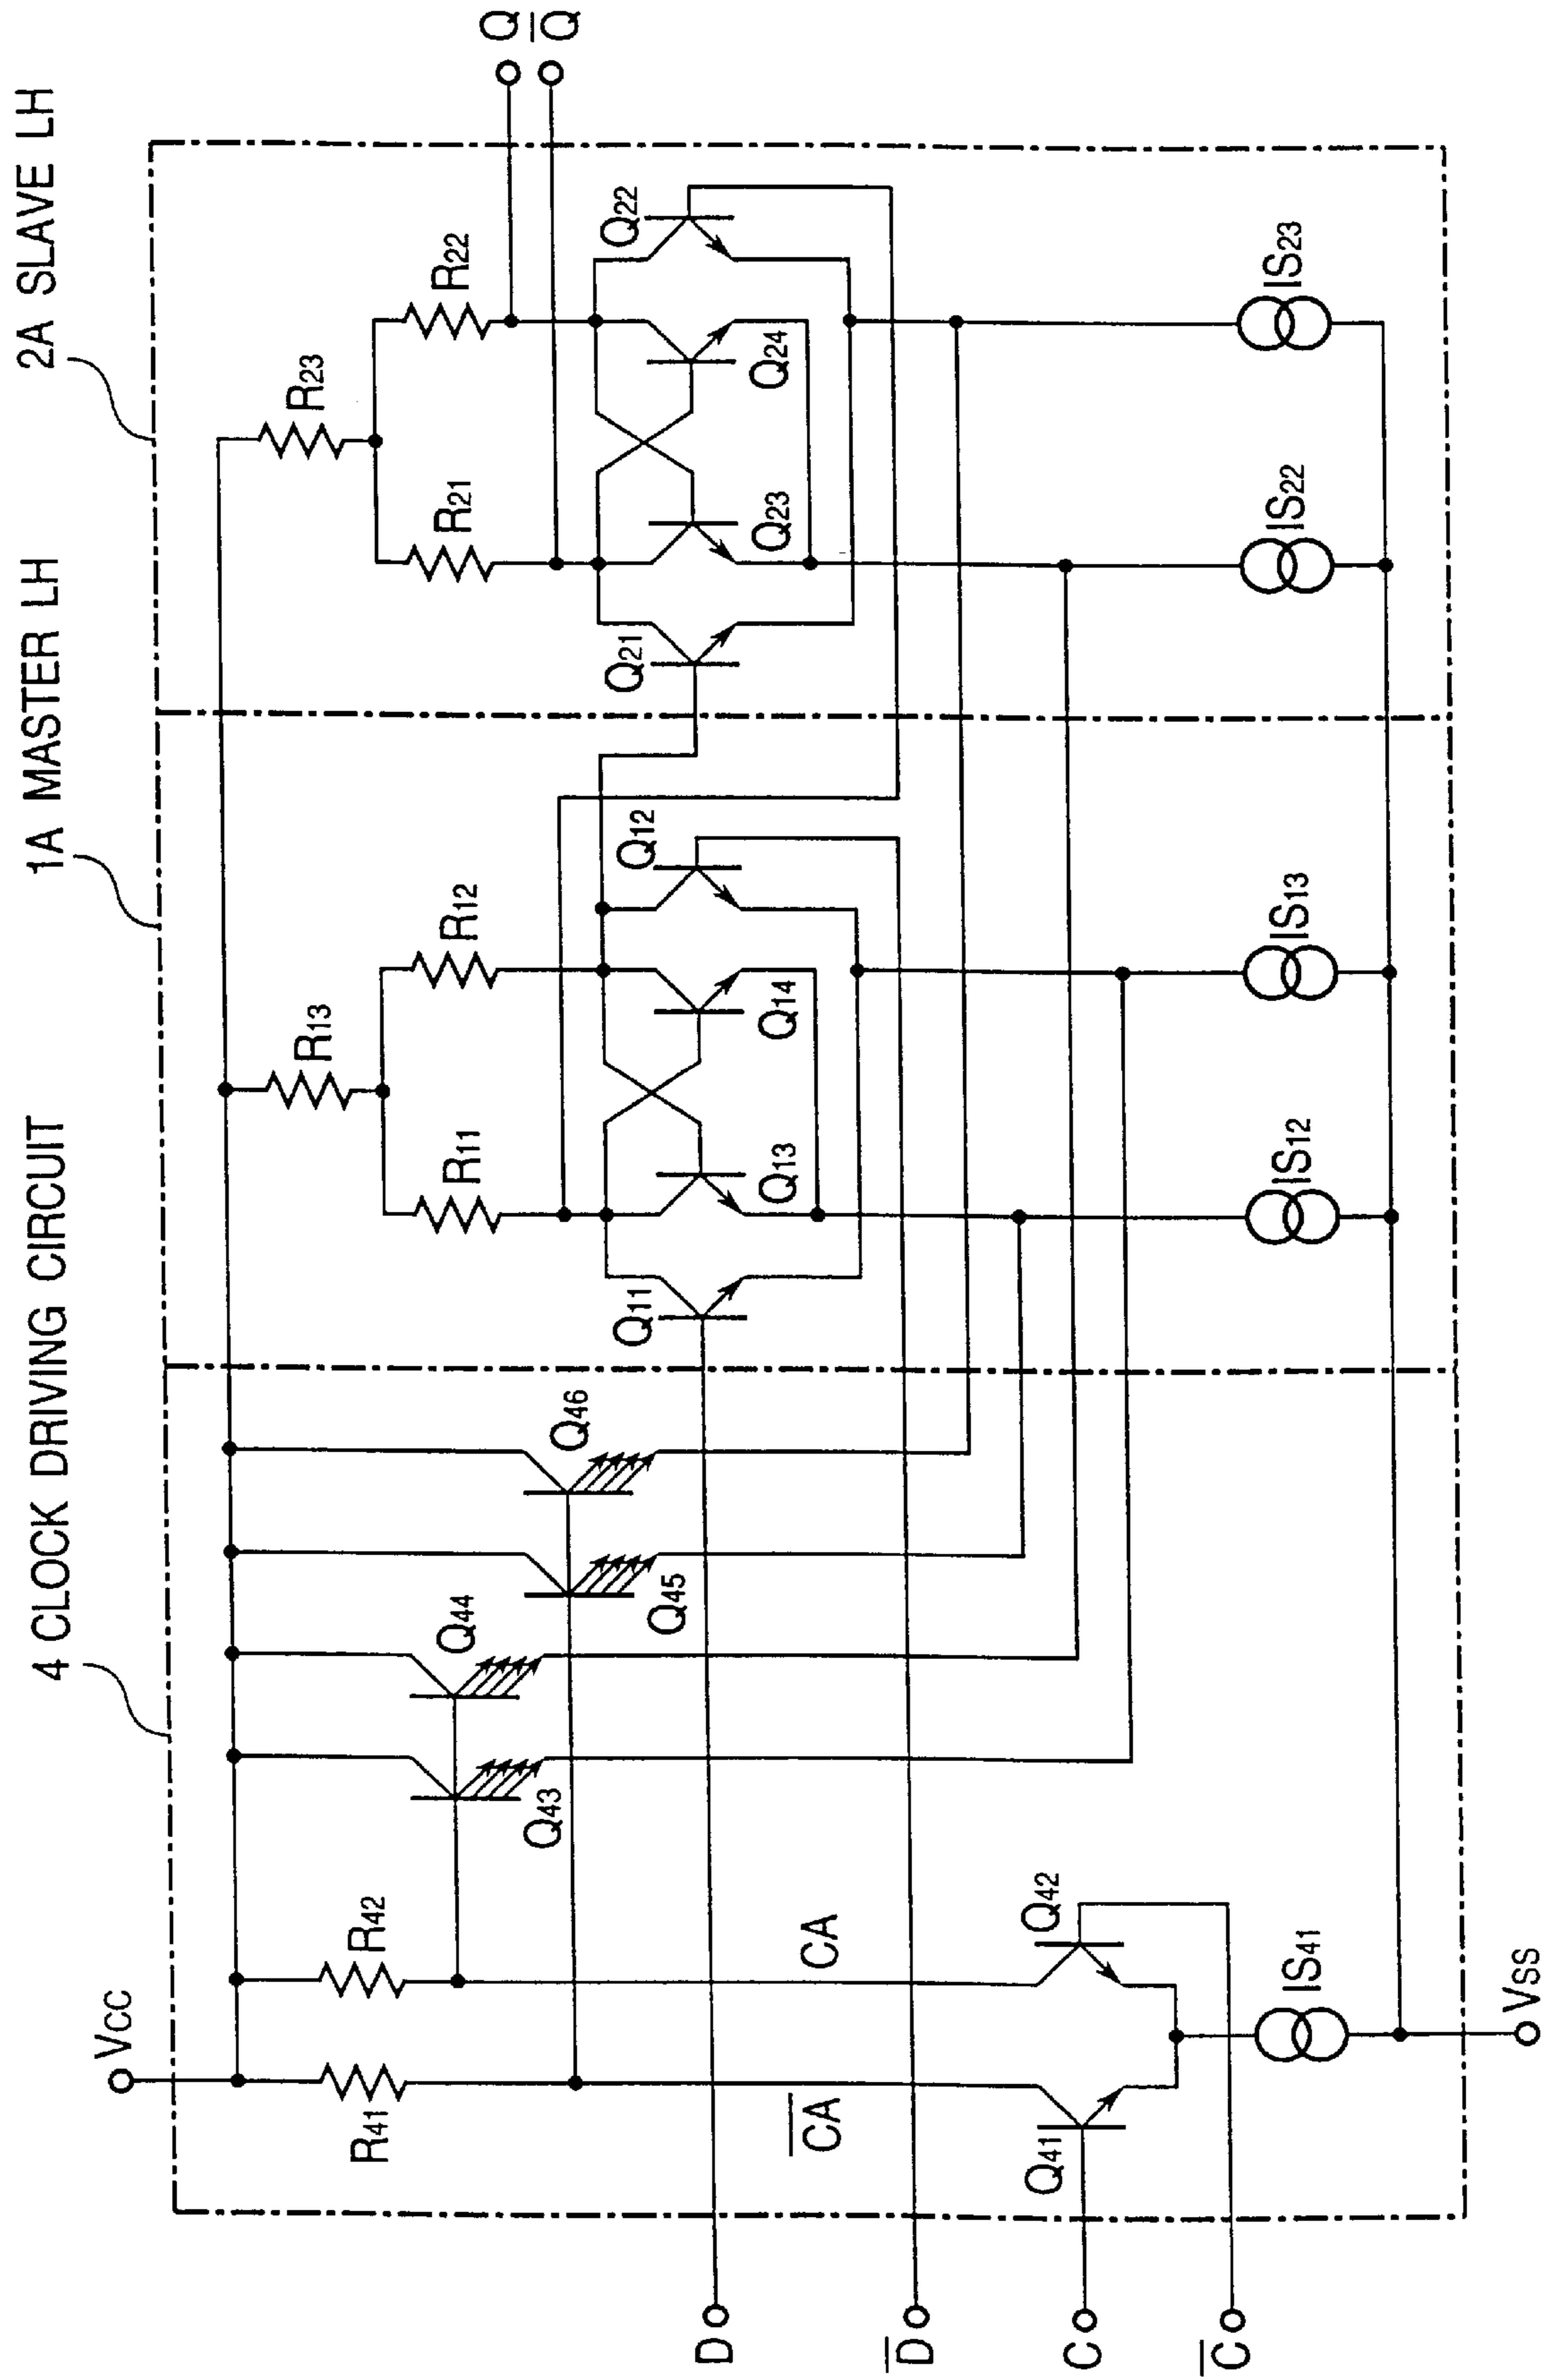 4 CLOCK DRIVING CIRCUIT
1A MASTER LH
2A SLAVE LH
VCC
R41
R42
R13
R23
R11
R12
R21
R22
Q
Q̅
Q43
Q44
Q45
Q46
Q11
Q13
Q14
Q12
Q21
Q23
Q24
Q22
D
D̅
C̅A̅
CA
C
C̅
Q41
Q42
IS41
IS12
IS13
IS22
IS23
VSS